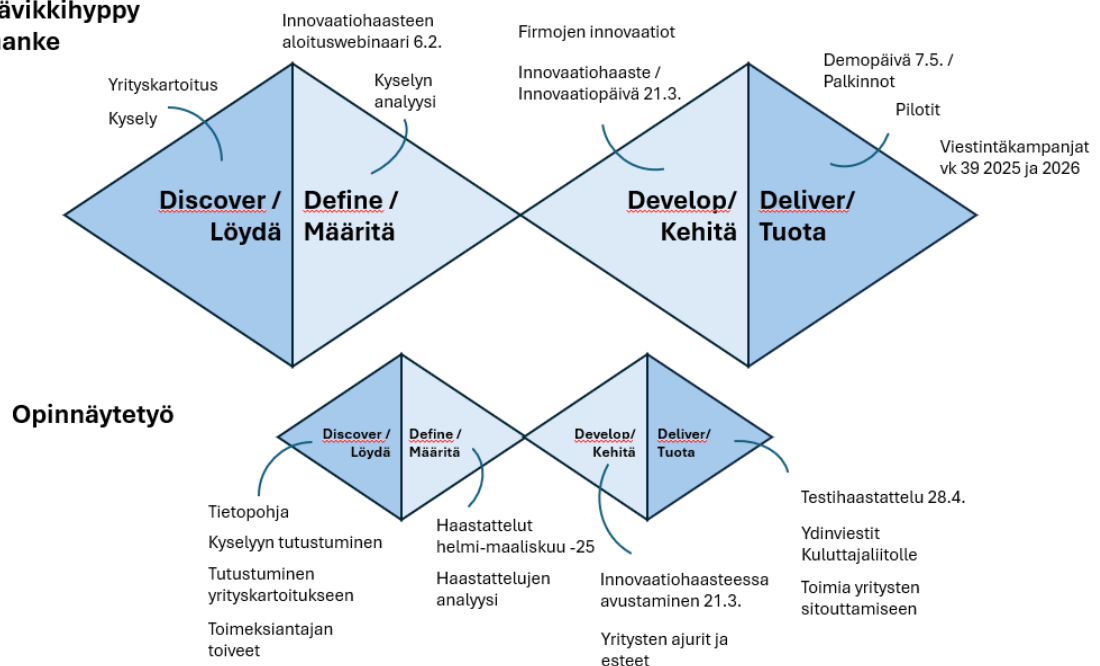 ävikkihyppy
anke
Innovaatiohaasteen
aloituswebinaari 6.2.
Yrityskartoitus
Kysely
Kyselyn
analyysi
Firmojen innovaatiot
Innovaatiohaaste /
Innovaatiopäivä 21.3.
Demopäivä 7.5. /
Palkinnot
Pilotit
Viestintäkampanjat
vk 39 2025 ja 2026
Discover /
Löydä
Define /
Määritä
Develop/
Kehitä
Deliver/
Tuota
Opinnäytetyö
Discover /
Löydä
Define /
Määritä
Develop/
Kehitä
Deliver/
Tuota
Tietopohja
Kyselyyn tutustuminen
Tutustuminen
yrityskartoitukseen
Toimeksiantajan
toiveet
Haastattelut
helmi-maaliskuu -25
Haastattelujen
analyysi
Innovaatiohaasteessa
avustaminen 21.3.
Yritysten ajurit ja
esteet
Testihaastattelu 28.4.
Ydinviestit
Kuluttajaliitolle
Toimia yritysten
sitouttamiseen